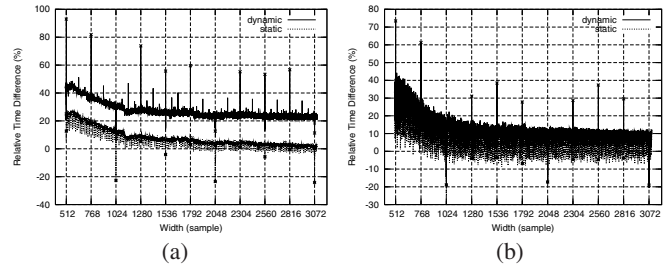 100
80
60
40
20
0
-20
-40
Relative Time Difference (%)
dynamic
static
512 768 1024 1280 1536 1792 2048 2304 2560 2816 3072
Width (sample)
(a)
80
70
60
50
40
30
20
10
0
-10
-20
-30
Relative Time Difference (%)
dynamic
static
512 768 1024 1280 1536 1792 2048 2304 2560 2816 3072
Width (sample)
(b)